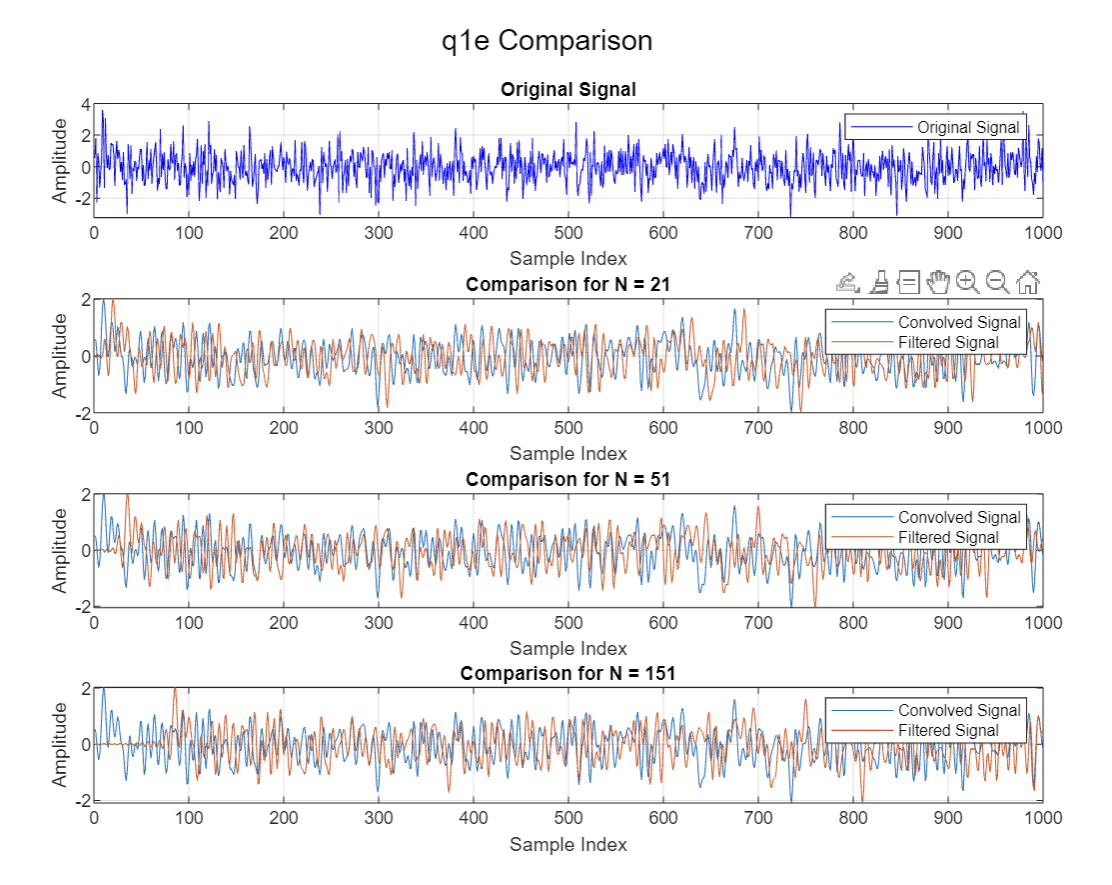 q1e Comparison
Original Signal
4
2
0
-2
Amplitude
Original Signal
0 100 200 300 400 500 600 700 800 900 1000
Sample Index
Comparison for N = 21
2
0
-2
Amplitude
Convolved Signal
Filtered Signal
0 100 200 300 400 500 600 700 800 900 1000
Sample Index
Comparison for N = 51
2
0
-2
Amplitude
Convolved Signal
Filtered Signal
0 100 200 300 400 500 600 700 800 900 1000
Sample Index
Comparison for N = 151
2
0
-2
Amplitude
Convolved Signal
Filtered Signal
0 100 200 300 400 500 600 700 800 900 1000
Sample Index